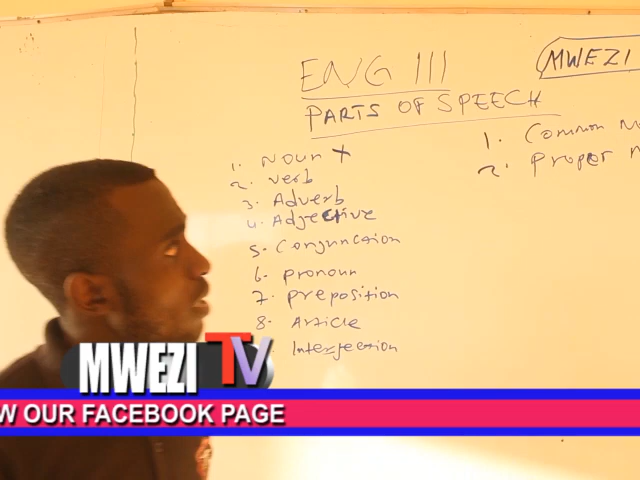 ENG III
MWEZI
PARTS OF SPEECH
1. Noun x
2. verb
3. Adverb
4. Adjective
5. Conjunction
6. pronoun
7. preposition
8. Article
Interjection
1. Common
2. Proper
MWEZI TV
W OUR FACEBOOK PAGE